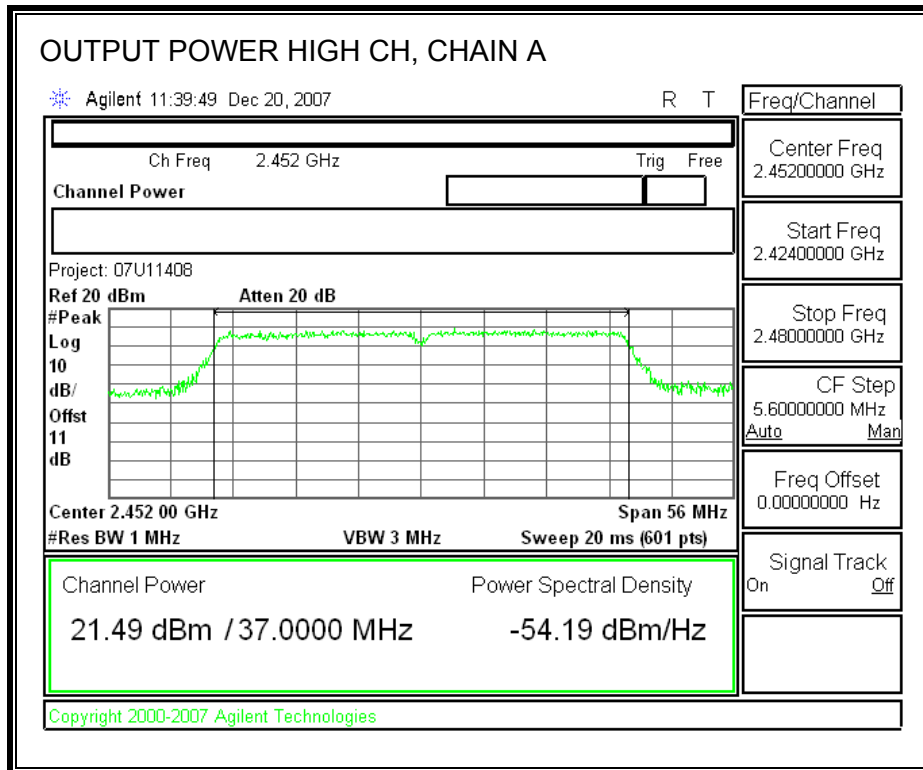 OUTPUT POWER HIGH CH, CHAIN A
Agilent 11:39:49 Dec 20, 2007 R T
Freq/Channel
Ch Freq 2.452 GHz Trig Free
Channel Power
Center Freq
2.45200000 GHz
Start Freq
2.42400000 GHz
Stop Freq
2.48000000 GHz
CF Step
5.60000000 MHz
Auto Man
Freq Offset
0.00000000 Hz
Signal Track
On Off
Project: 07U11408
Ref 20 dBm Atten 20 dB
#Peak
Log
10
dB/
Offst
11
dB
Center 2.452 00 GHz Span 56 MHz
#Res BW 1 MHz VBW 3 MHz Sweep 20 ms (601 pts)
Channel Power Power Spectral Density
21.49 dBm / 37.0000 MHz -54.19 dBm/Hz
Copyright 2000-2007 Agilent Technologies